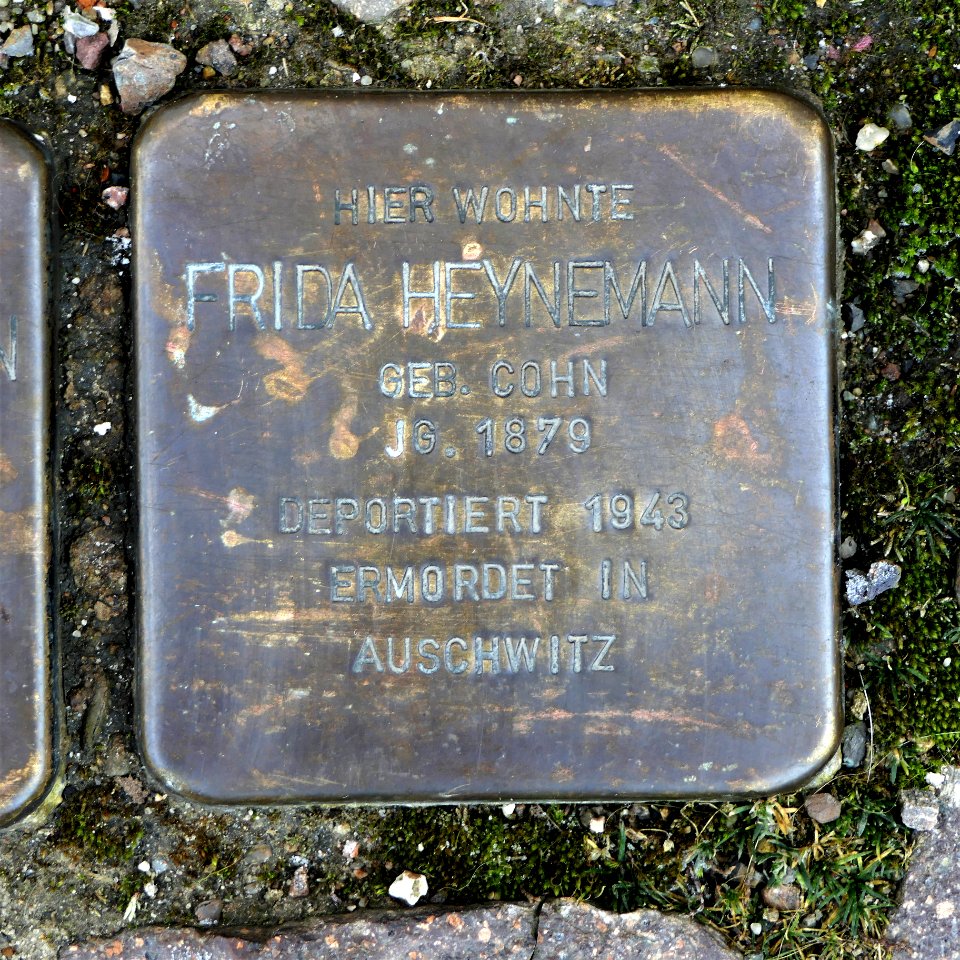 HIER WOHNTE
FRIDA HEYNEMANN
GEB. COHN
JG. 1879
DEPORTIERT 1943
ERMORDET IN
AUSCHWITZ